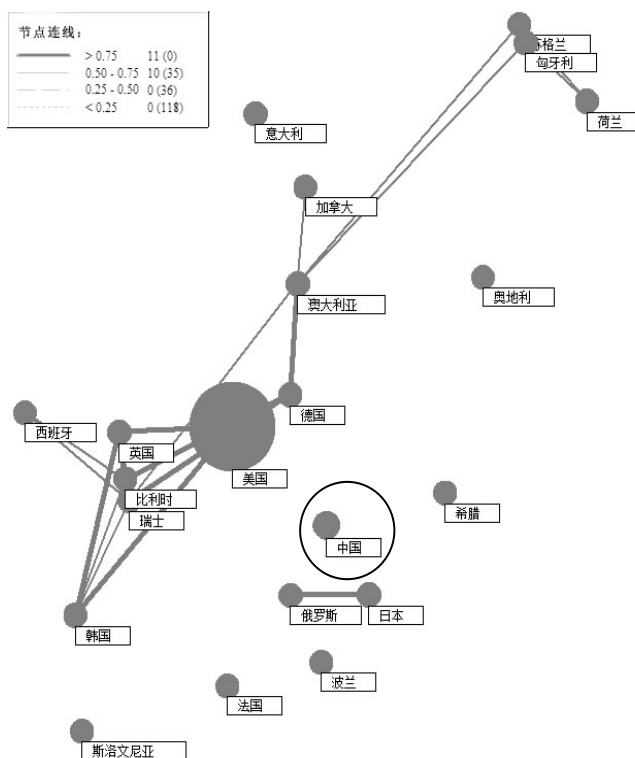 节点连线：
> 0.75 11 (0)
0.50 - 0.75 10 (35)
0.25 - 0.50 0 (36)
< 0.25 0 (118)
格兰
匈牙利
荷兰
意大利
加拿大
奥地利
澳大利亚
德国
西班牙
英国
美国
比利时
希腊
瑞士
中国
俄罗斯
日本
韩国
波兰
法国
斯洛文尼亚